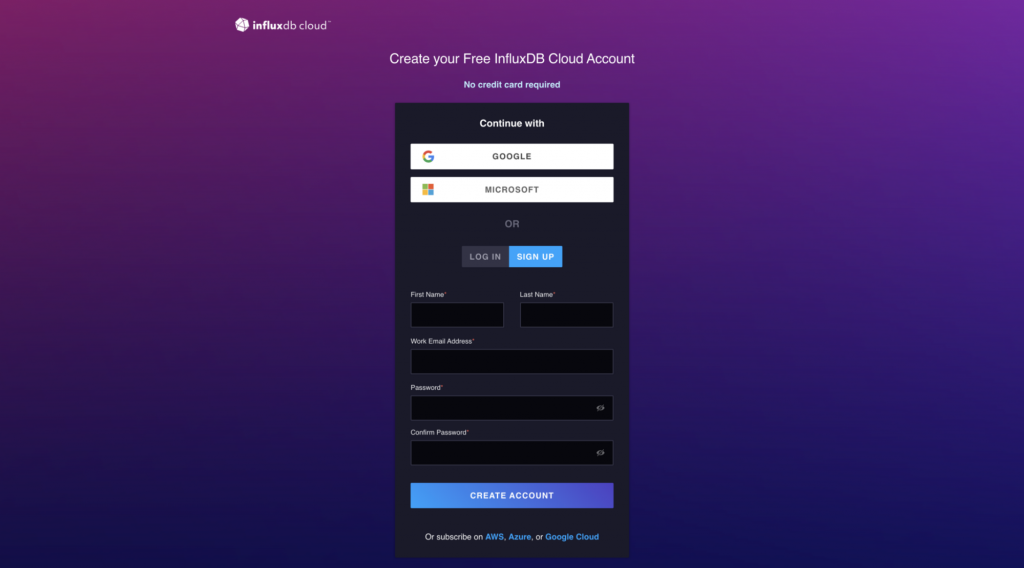 influxdb cloud™
Create your Free InfluxDB Cloud Account
No credit card required
Continue with
GOOGLE
MICROSOFT
OR
LOG IN SIGN UP
First Name* Last Name*
Work Email Address*
Password*
Confirm Password*
CREATE ACCOUNT
Or subscribe on AWS, Azure, or Google Cloud